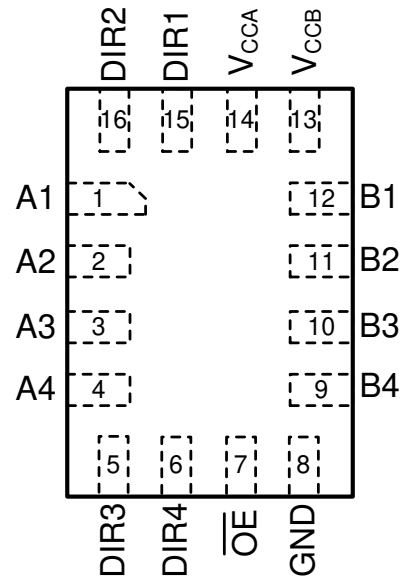 DIR2 DIR1 VCCA VCCB
16 15 14 13
A1 1 12 B1
A2 2 11 B2
A3 3 10 B3
A4 4 9 B4
5 6 7 8
DIR3 DIR4 O̅E̅ GND